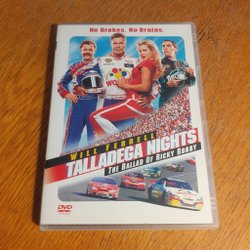 No Brakes. No Brains.
WILL FERRELL
TALLADEGA NIGHTS
THE BALLAD OF RICKY BOBBY
DVD